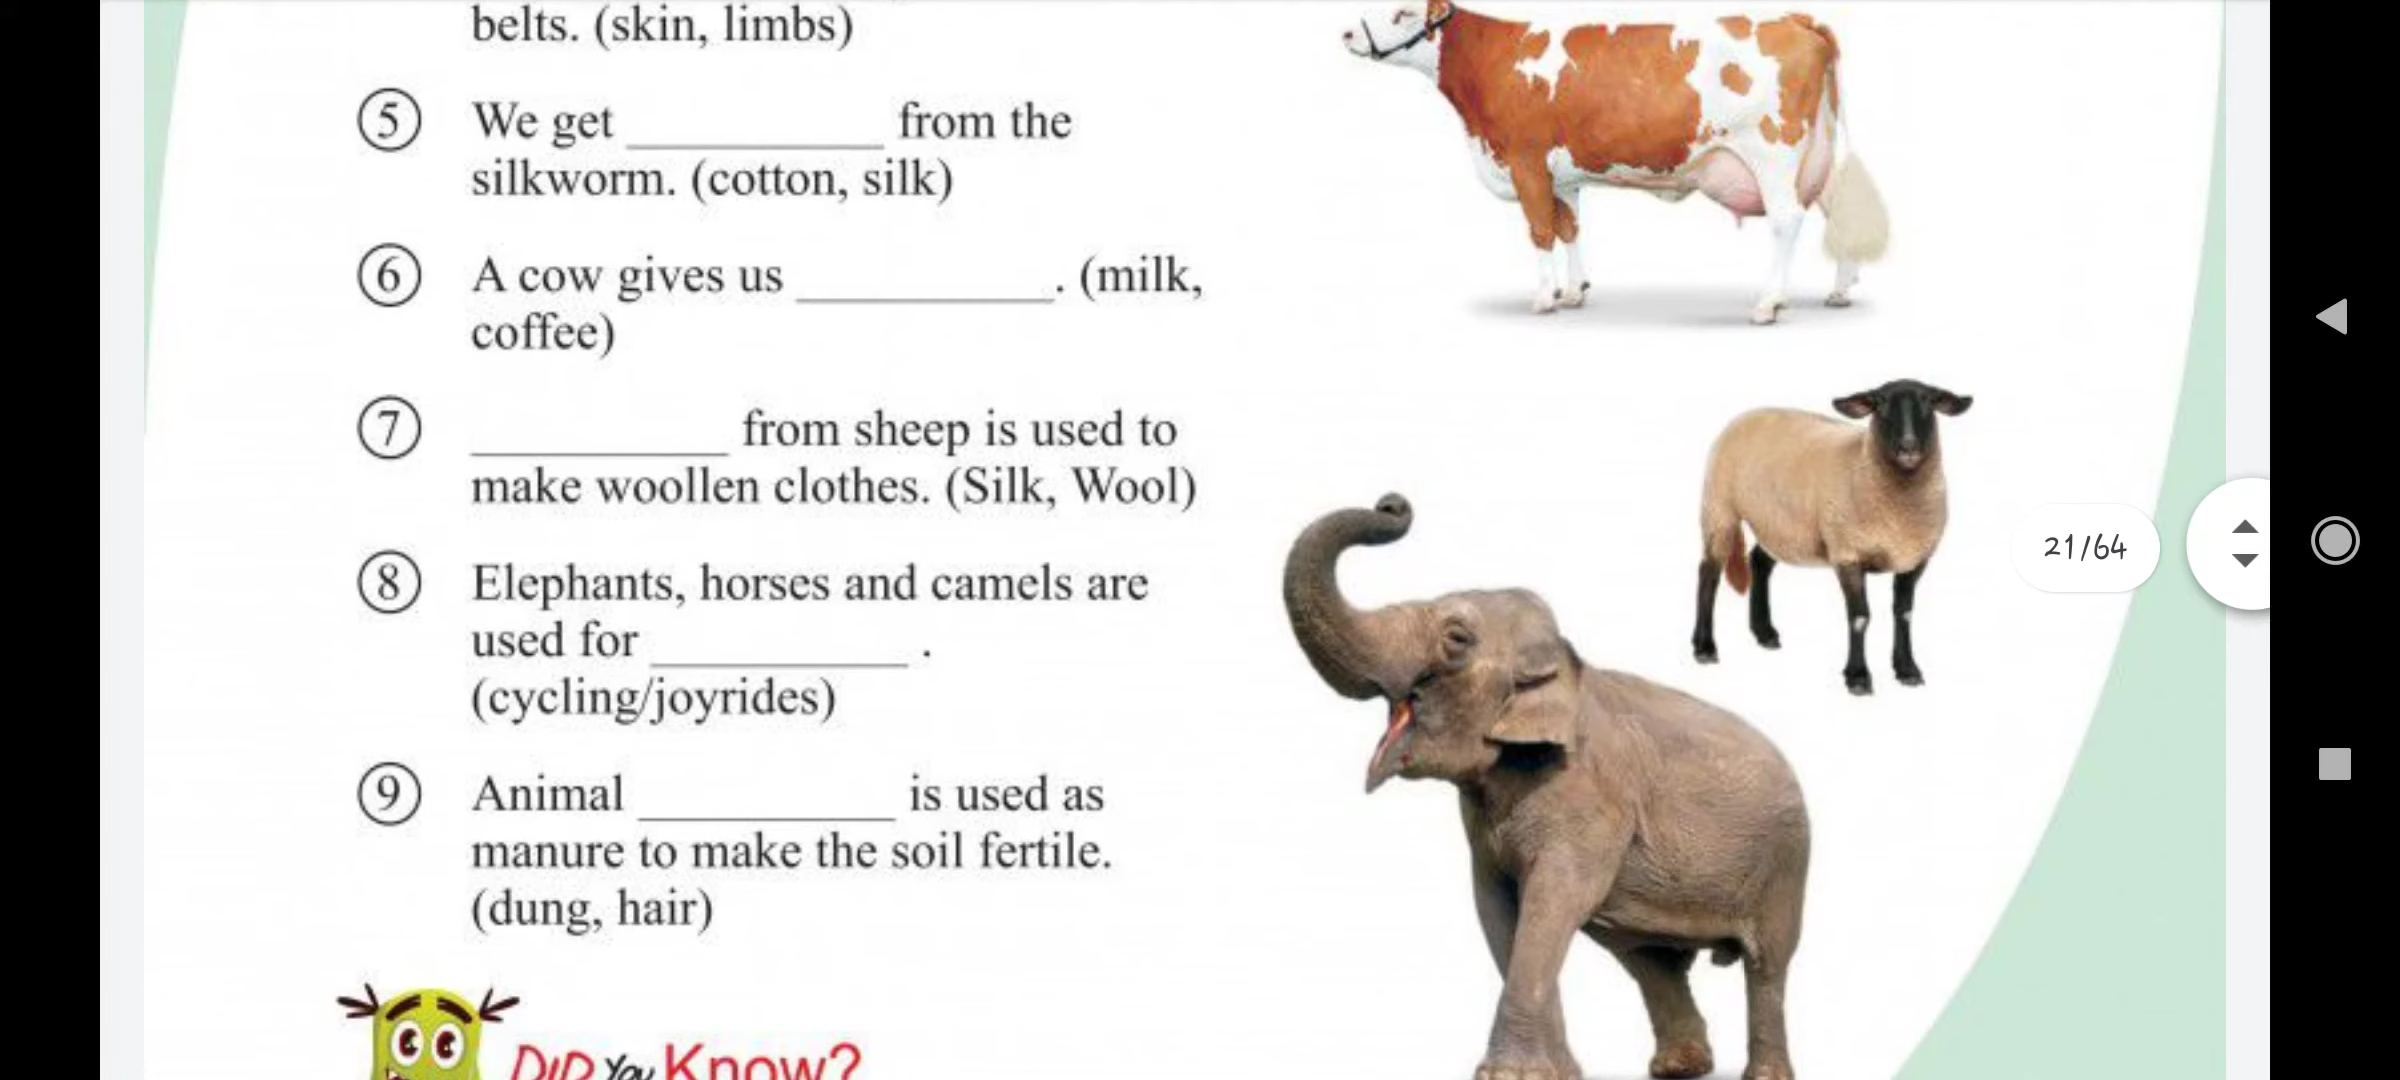 belts. (skin, limbs)
5 We get __________ from the
silkworm. (cotton, silk)
6 A cow gives us __________. (milk,
coffee)
7 __________ from sheep is used to
make woollen clothes. (Silk, Wool)
8 Elephants, horses and camels are
used for __________ .
(cycling/joyrides)
9 Animal __________ is used as
manure to make the soil fertile.
(dung, hair)
DID You Know?
21/64